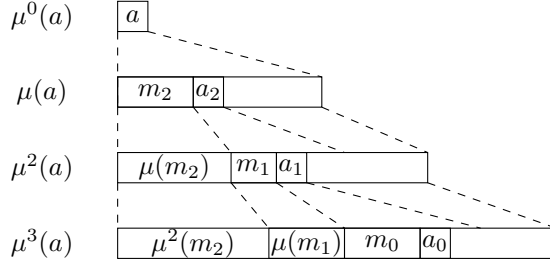 μ⁰(a) a
μ(a) m₂ a₂
μ²(a) μ(m₂) m₁ a₁
μ³(a) μ²(m₂) μ(m₁) m₀ a₀